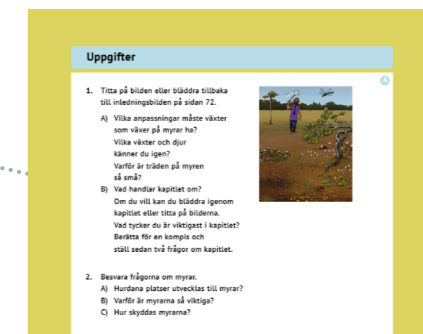 Uppgifter
A
1. Titta på bilden eller bläddra tillbaka
till inledningsbilden på sidan 72.
A) Vilka anpassningar måste växter
som växer på myrar ha?
Vilka växter och djur
känner du igen?
Varför är träden på myren
så små?
B) Vad handlar kapitlet om?
Om du vill kan du bläddra igenom
kapitlet eller titta på bilderna.
Vad tycker du är viktigast i kapitlet?
Berätta för en kompis och
ställ sedan två frågor om kapitlet.
2. Besvara frågorna om myrar.
A) Hurdana platser utvecklas till myrar?
B) Varför är myrarna så viktiga?
C) Hur skyddas myrarna?